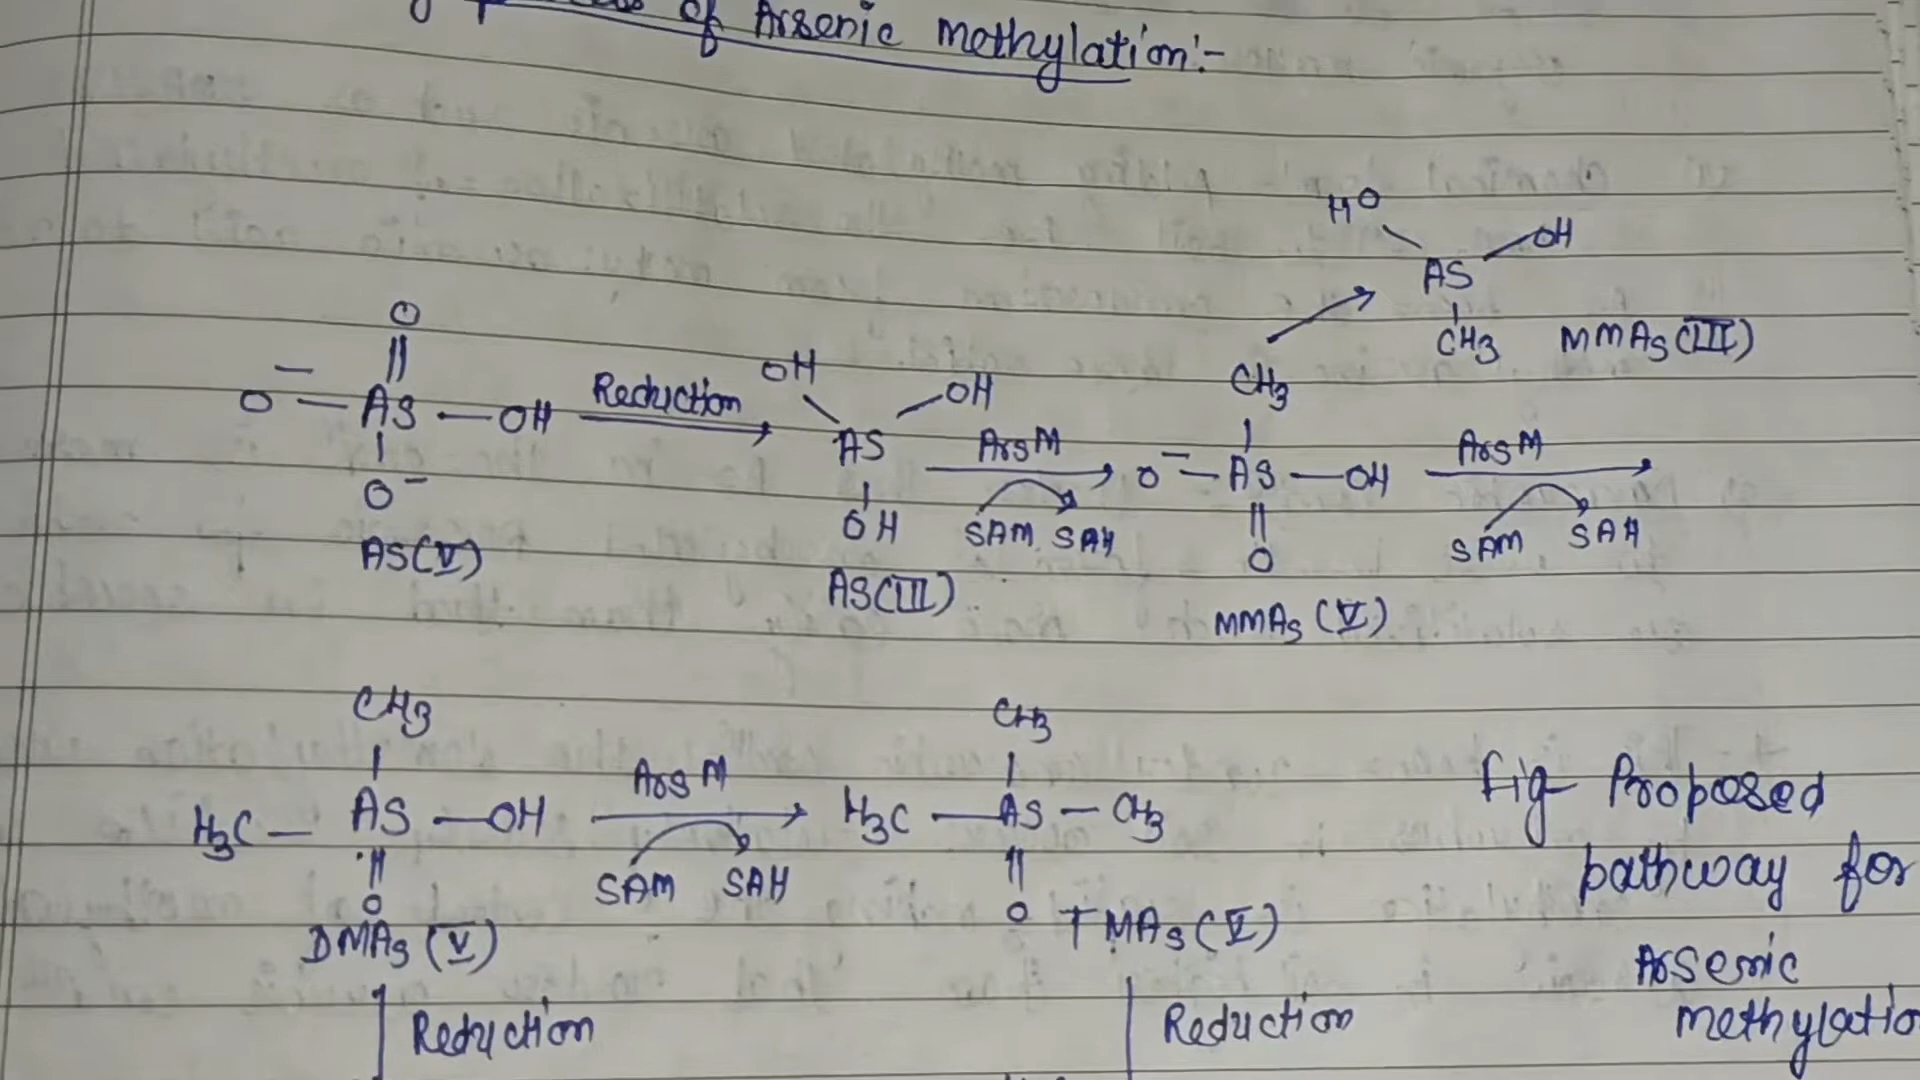 of Arsenic Methylation:-
HO
OH
AS
CH3 MMAs(III)
O
O⁻ — AS — OH
O⁻
AS(V)
Reduction
OH
OH
AS
OH
AS(III)
ArsM
SAM SAH
CH3
O⁻ — AS — OH
O
MMAs (V)
ArsM
SAM SAH
CH3
H3C — AS — OH
O
DMAs (V)
ArsM
SAM SAH
CH3
H3C — AS — CH3
O
TMAs (V)
Reduction
Reduction
Fig Proposed
pathway for
Arsenic
Methylatio